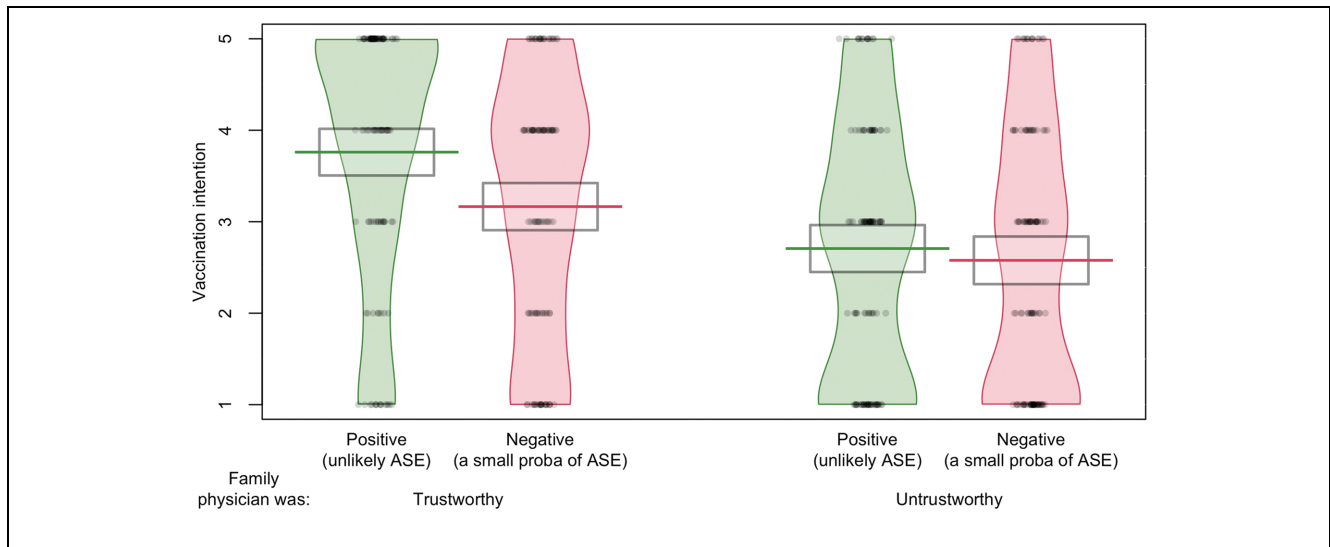 Vaccination intention
5
4
3
2
1
Positive
(unlikely ASE)
Negative
(a small proba of ASE)
Positive
(unlikely ASE)
Negative
(a small proba of ASE)
Family
physician was:
Trustworthy
Untrustworthy